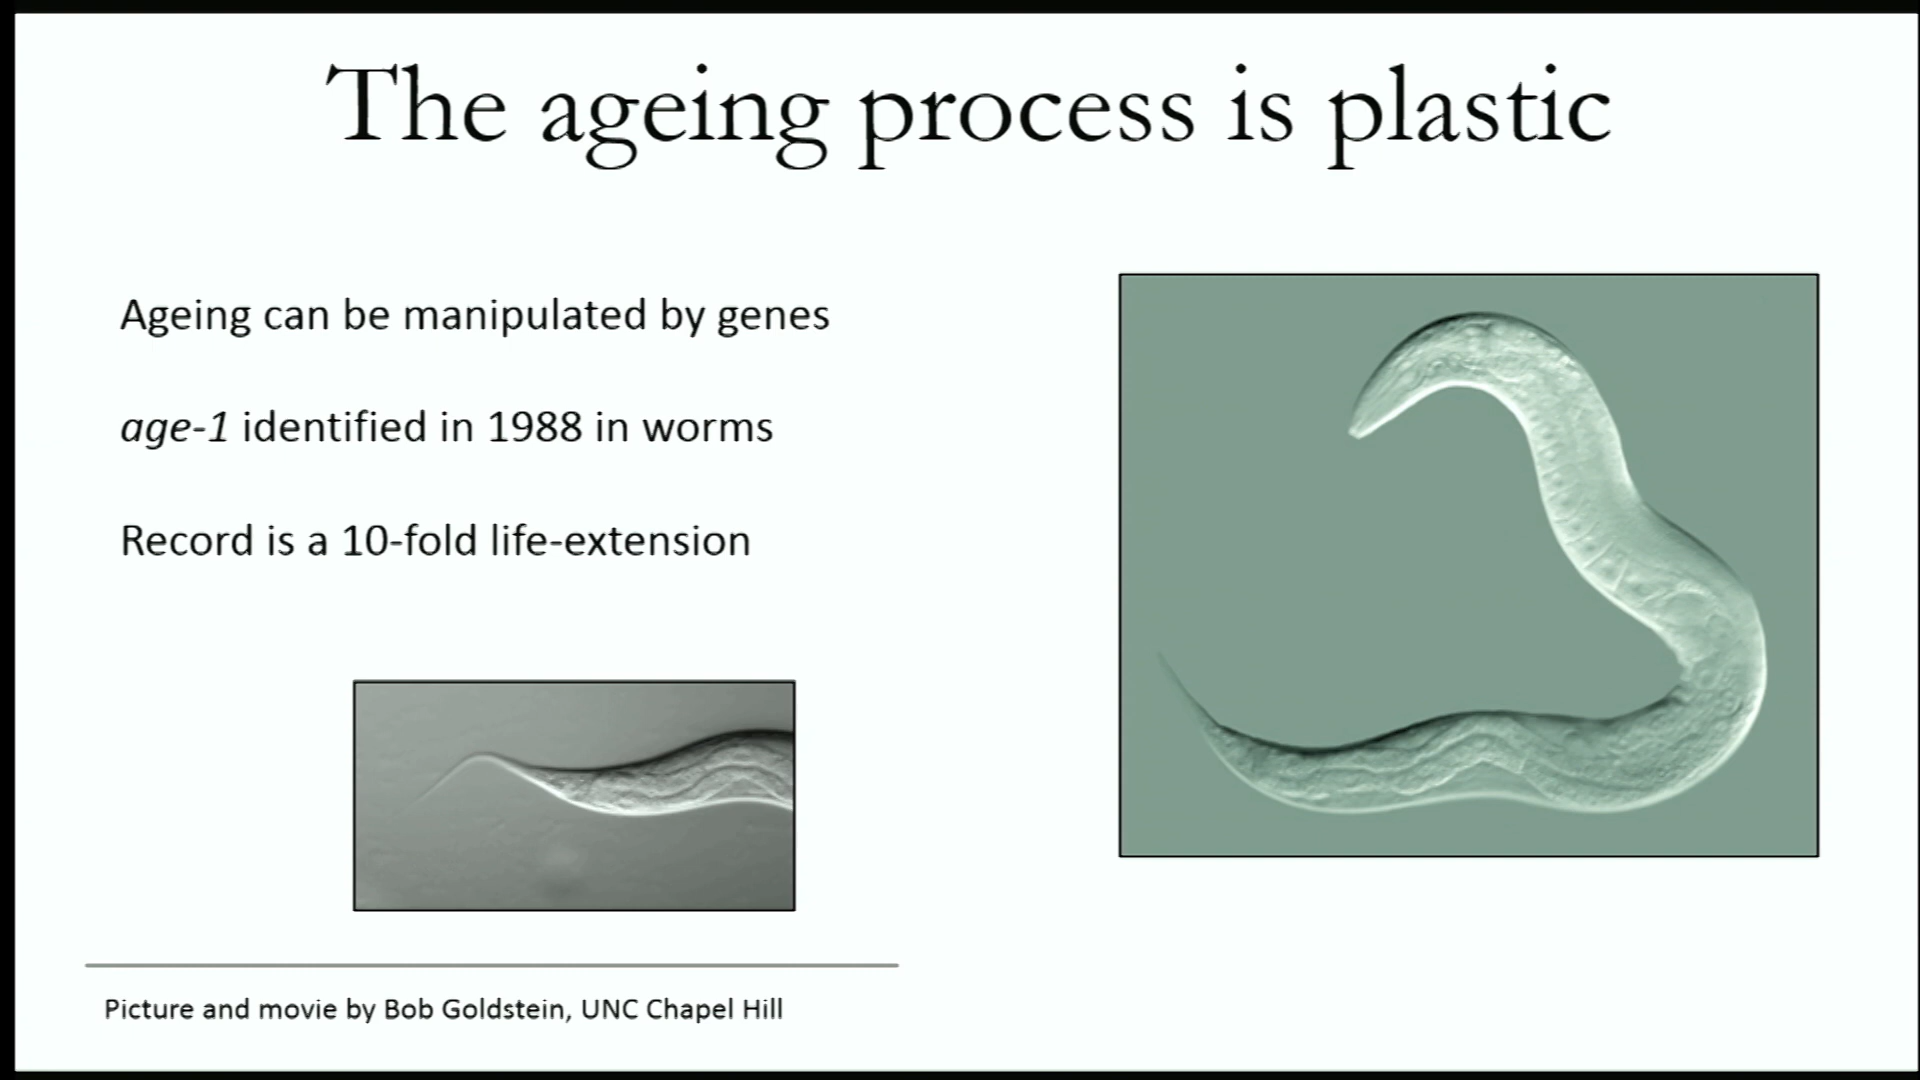 The ageing process is plastic
Ageing can be manipulated by genes
age-1 identified in 1988 in worms
Record is a 10-fold life-extension
Picture and movie by Bob Goldstein, UNC Chapel Hill